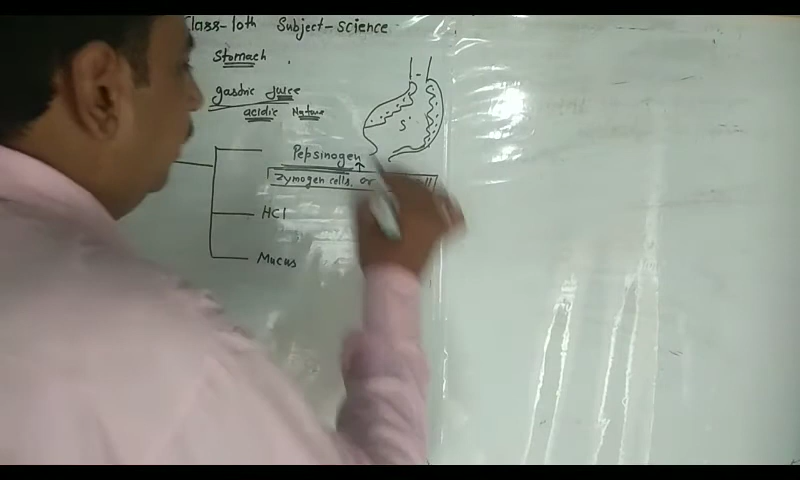 Class-10th Subject-science
Stomach
gastric Juice
acidic Nature
Pepsinogen
Zymogen cells, or
HCl
Mucus
S